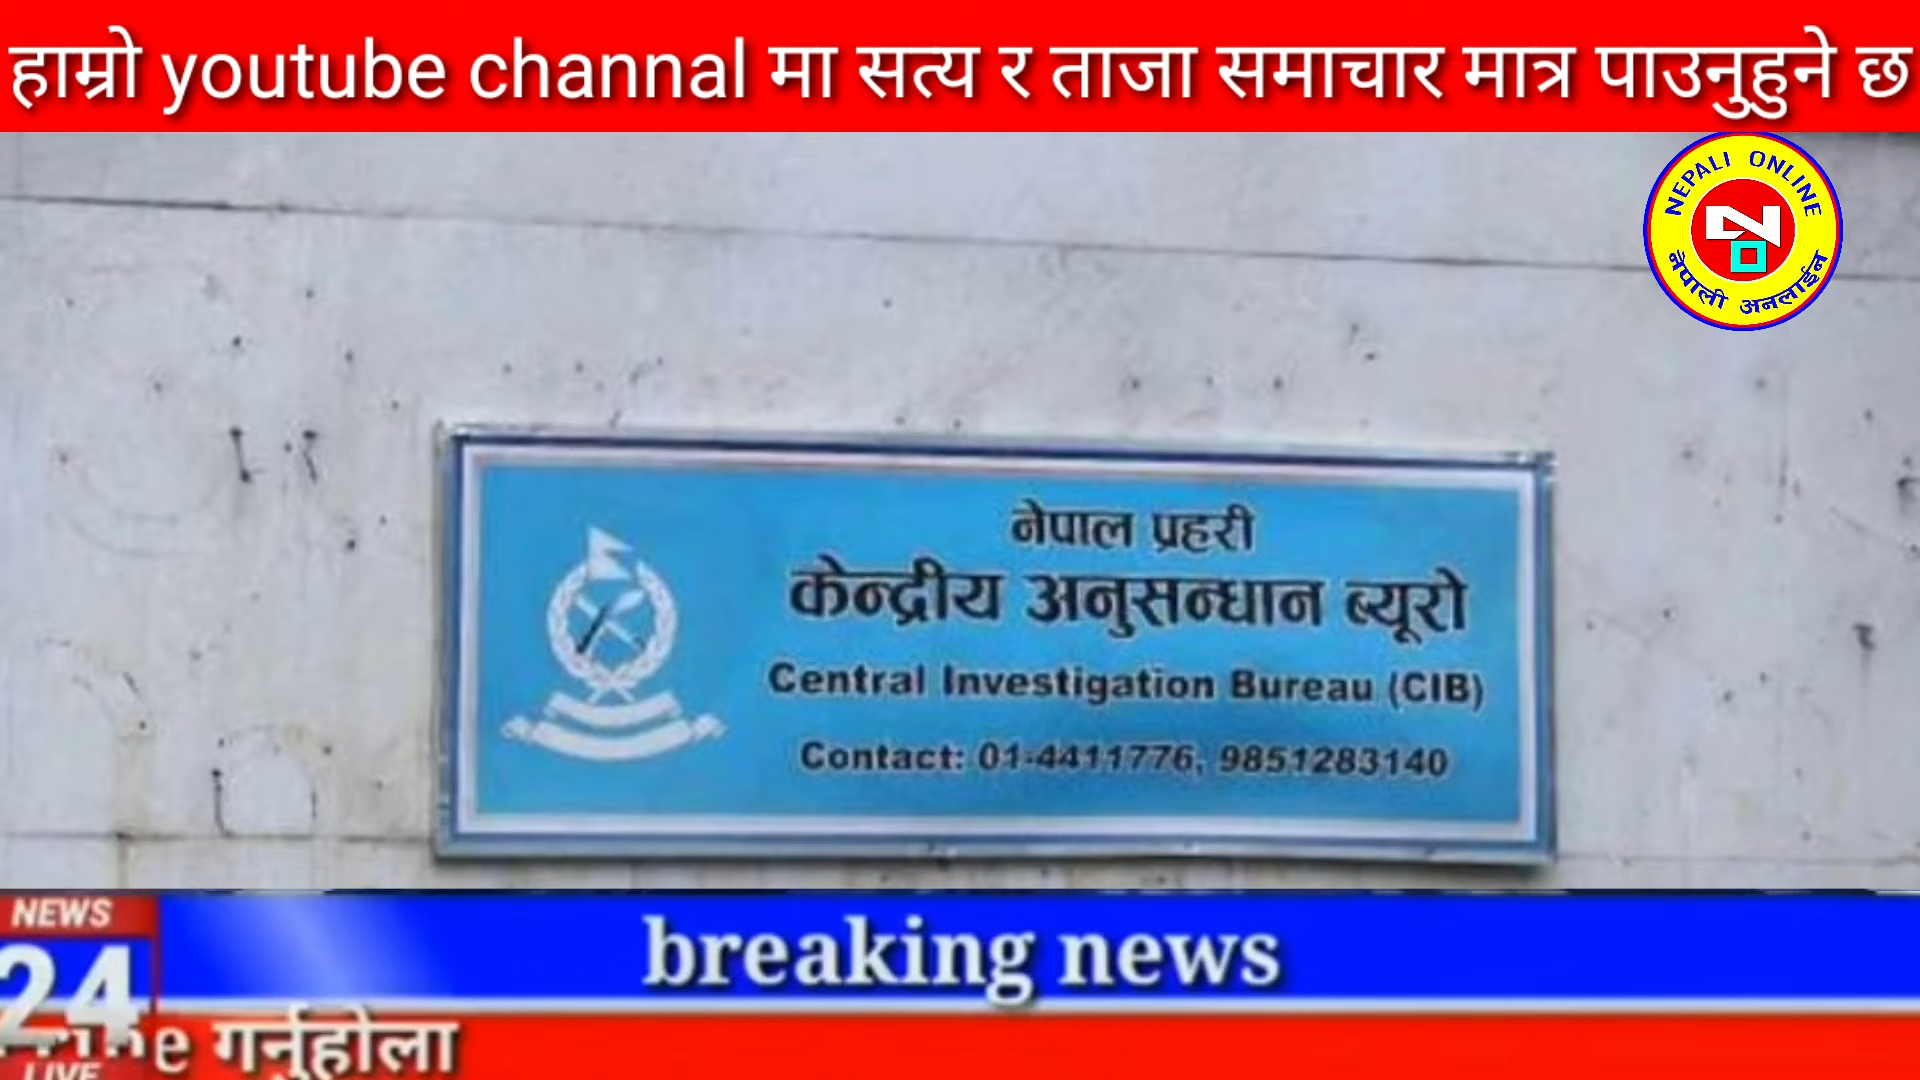 हाम्रो youtube channal मा सत्य र ताजा समाचार मात्र पाउनुहुने छ
NEPALI ONLINE
नेपाली अनलाईन
नेपाल प्रहरी
केन्द्रीय अनुसन्धान ब्यूरो
Central Investigation Bureau (CIB)
Contact: 01-4411776, 9851283140
NEWS
24
LIVE
breaking news
गर्नुहोला